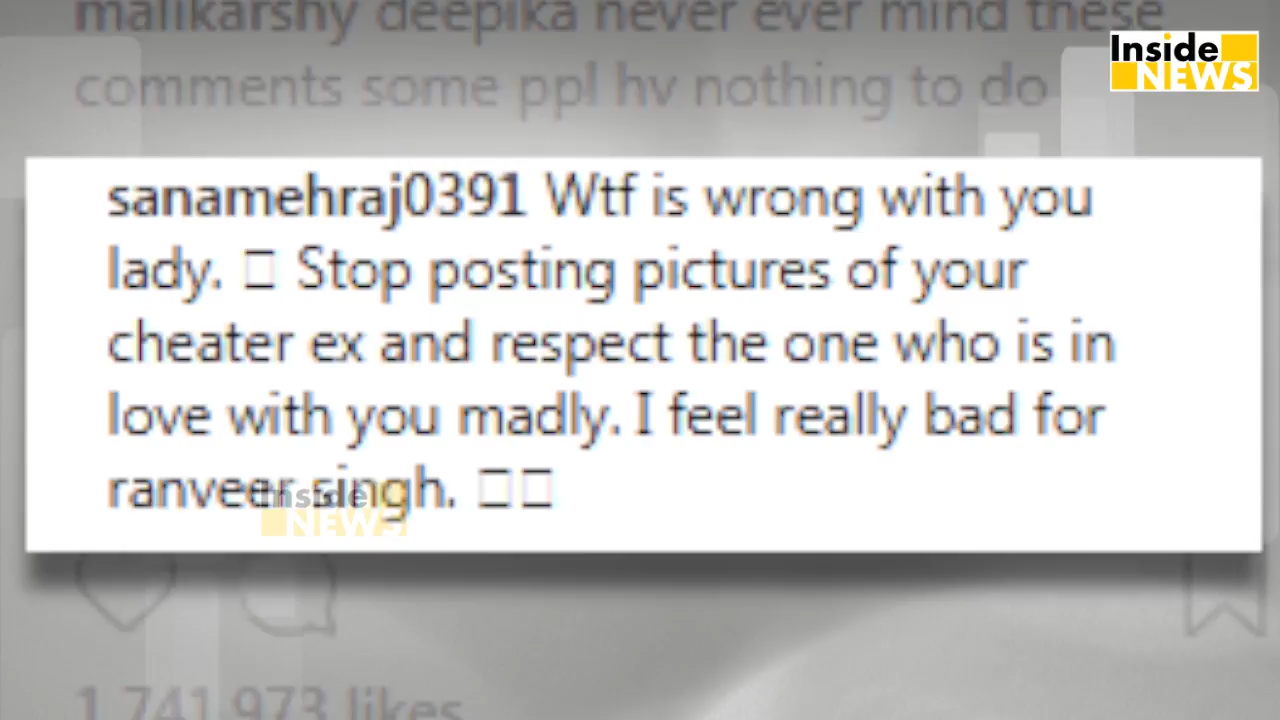 malikarshy deepika never ever mind these
comments some ppl hv nothing to do
Inside
NEWS
sanamehraj0391 Wtf is wrong with you
lady. □ Stop posting pictures of your
cheater ex and respect the one who is in
love with you madly. I feel really bad for
ranveer singh. □□
Inside
NEWS
1,741,973 likes